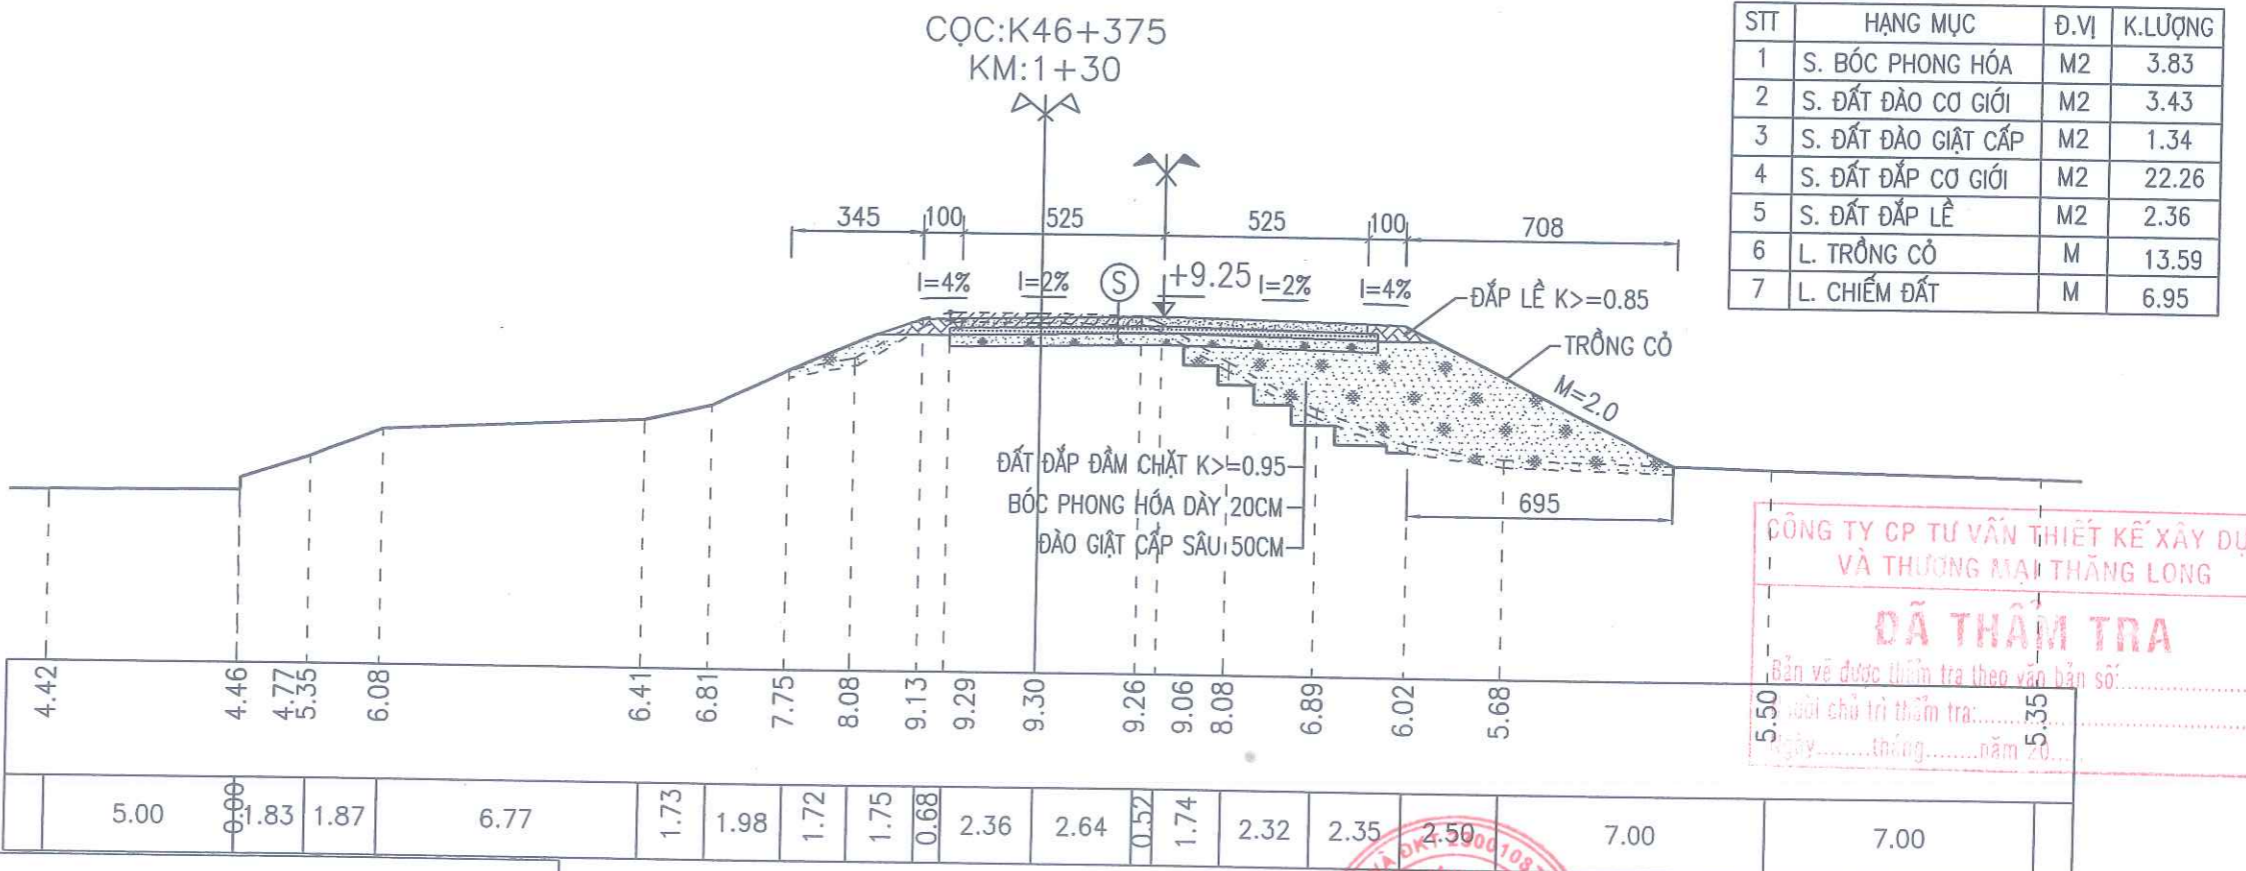 CỌC:K46+375
KM:1+30
STT HẠNG MỤC Đ.VỊ K.LƯỢNG
1 S. BÓC PHONG HÓA M2 3.83
2 S. ĐẤT ĐÀO CƠ GIỚI M2 3.43
3 S. ĐẤT ĐÀO GIẬT CẤP M2 1.34
4 S. ĐẤT ĐẮP CƠ GIỚI M2 22.26
5 S. ĐẤT ĐẮP LỀ M2 2.36
6 L. TRỒNG CỎ M 13.59
7 L. CHIẾM ĐẤT M 6.95
345 100 525 525 100 708
I=4% I=2% S +9.25 I=2% I=4%
ĐẮP LỀ K>=0.85
TRỒNG CỎ
M=2.0
ĐẤT ĐẮP ĐẦM CHẶT K>=0.95
BÓC PHONG HÓA DÀY 20CM
ĐÀO GIẬT CẤP SÂU 50CM
695
CÔNG TY CP TƯ VẤN THIẾT KẾ XÂY
VÀ THƯƠNG MẠI THĂNG LONG
ĐÃ THẨM TRA
Bản vẽ được thẩm tra theo văn bản số:
chủ trì thẩm tra:
Ngày........tháng........năm 20....
4.42 4.46 4.77 5.35 6.08 6.41 6.81 7.75 8.08 9.13 9.29 9.30 9.26 9.06 8.08 6.89 6.02 5.68 5.50 5.35
5.00 0.00 1.83 1.87 6.77 1.73 1.98 1.72 1.75 0.68 2.36 2.64 0.52 1.74 2.32 2.35 2.50 7.00 7.00